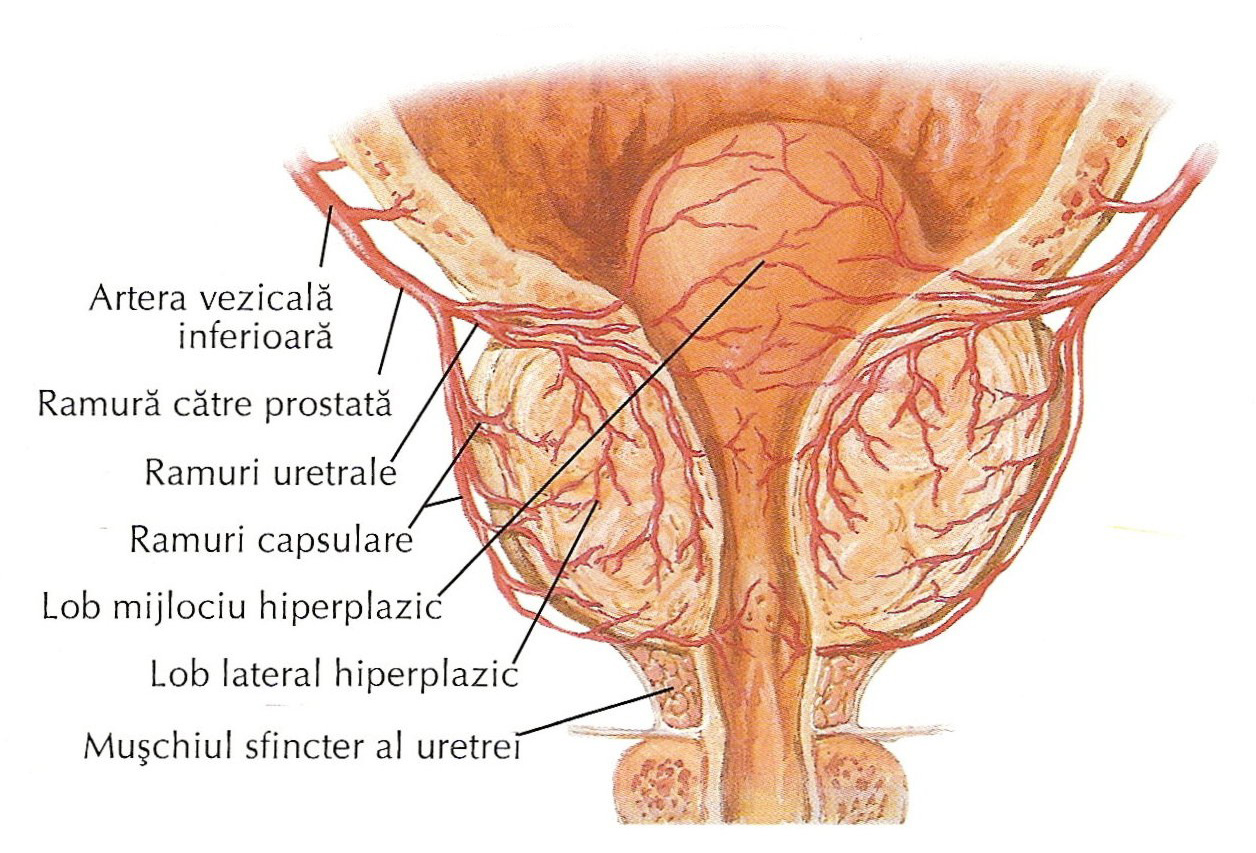 Artera vezicală
inferioară
Ramură către prostată
Ramuri uretrale
Ramuri capsulare
Lob mijlociu hiperplazic
Lob lateral hiperplazic
Muşchiul sfincter al uretrei